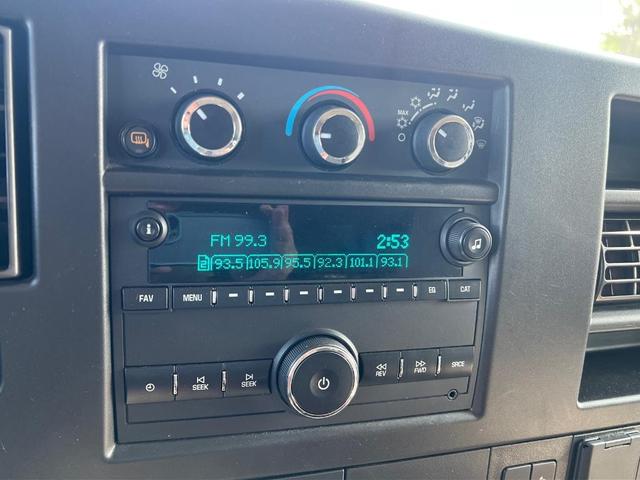 MAX
FM 99.3 2:53
93.5 105.9 95.5 92.3 101.1 93.1
FAV MENU EQ CAT
SEEK SEEK REV FWD SRCE